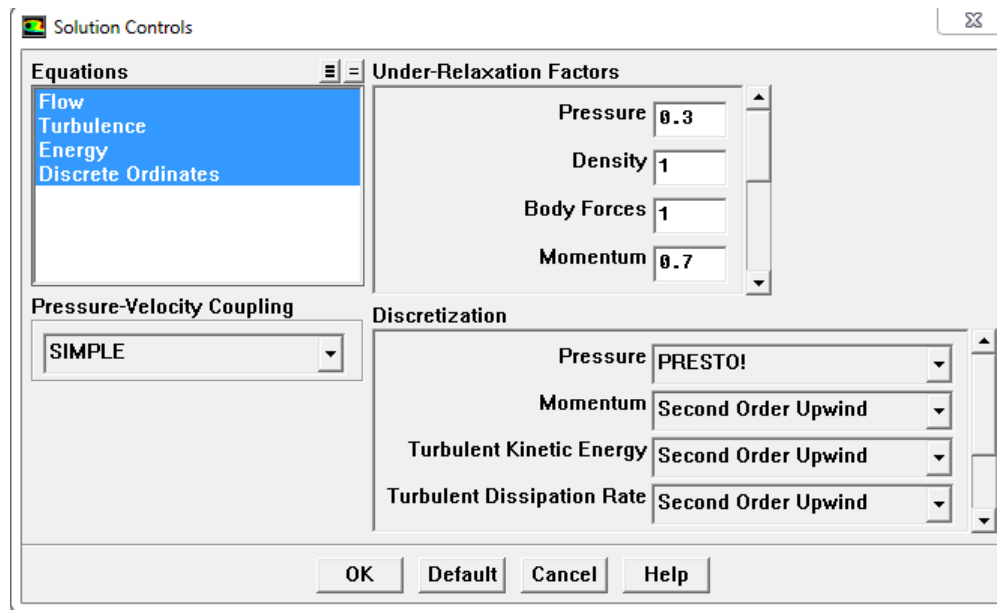 Solution Controls
Equations
Flow
Turbulence
Energy
Discrete Ordinates
Pressure-Velocity Coupling
SIMPLE
Under-Relaxation Factors
Pressure 0.3
Density 1
Body Forces 1
Momentum 0.7
Discretization
Pressure PRESTO!
Momentum Second Order Upwind
Turbulent Kinetic Energy Second Order Upwind
Turbulent Dissipation Rate Second Order Upwind
OK Default Cancel Help